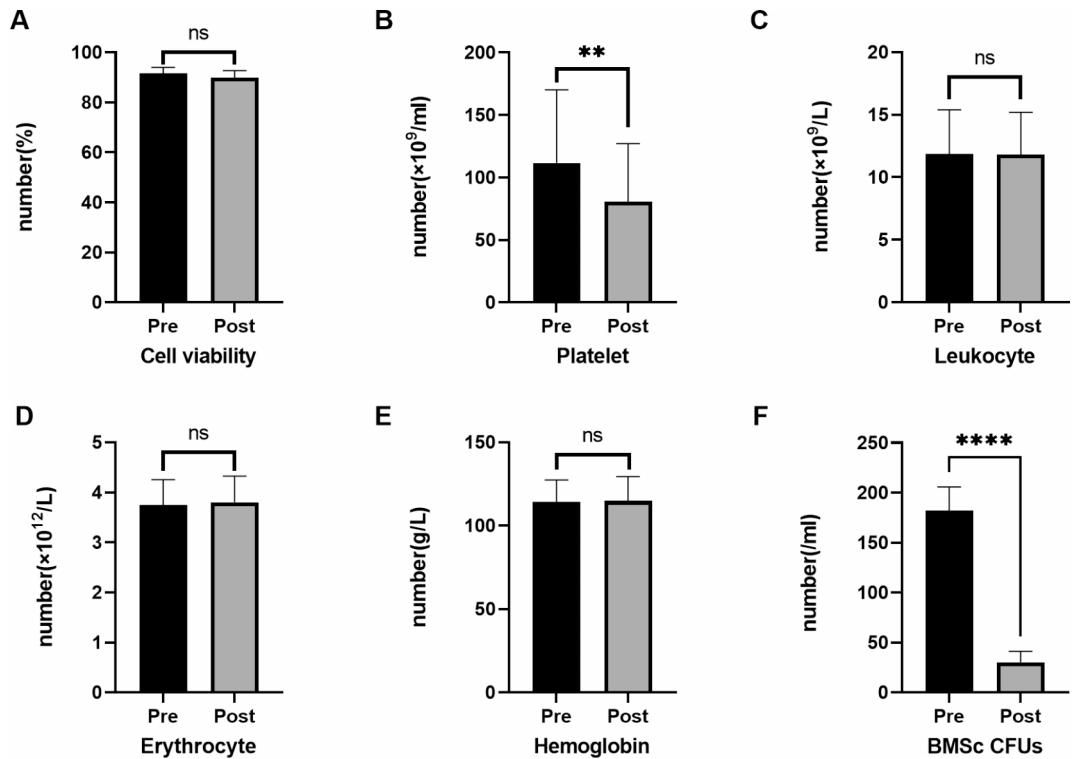 A
ns
100
80
60
40
20
0
number(%)
Pre
Post
Cell viability
B
**
200
150
100
50
0
number(×10⁹/ml)
Pre
Post
Platelet
C
ns
20
15
10
5
0
number(×10⁹/L)
Pre
Post
Leukocyte
D
ns
5
4
3
2
1
0
number(×10¹²/L)
Pre
Post
Erythrocyte
E
ns
150
100
50
0
number(g/L)
Pre
Post
Hemoglobin
F
****
250
200
150
100
50
0
number(/ml)
Pre
Post
BMSc CFUs